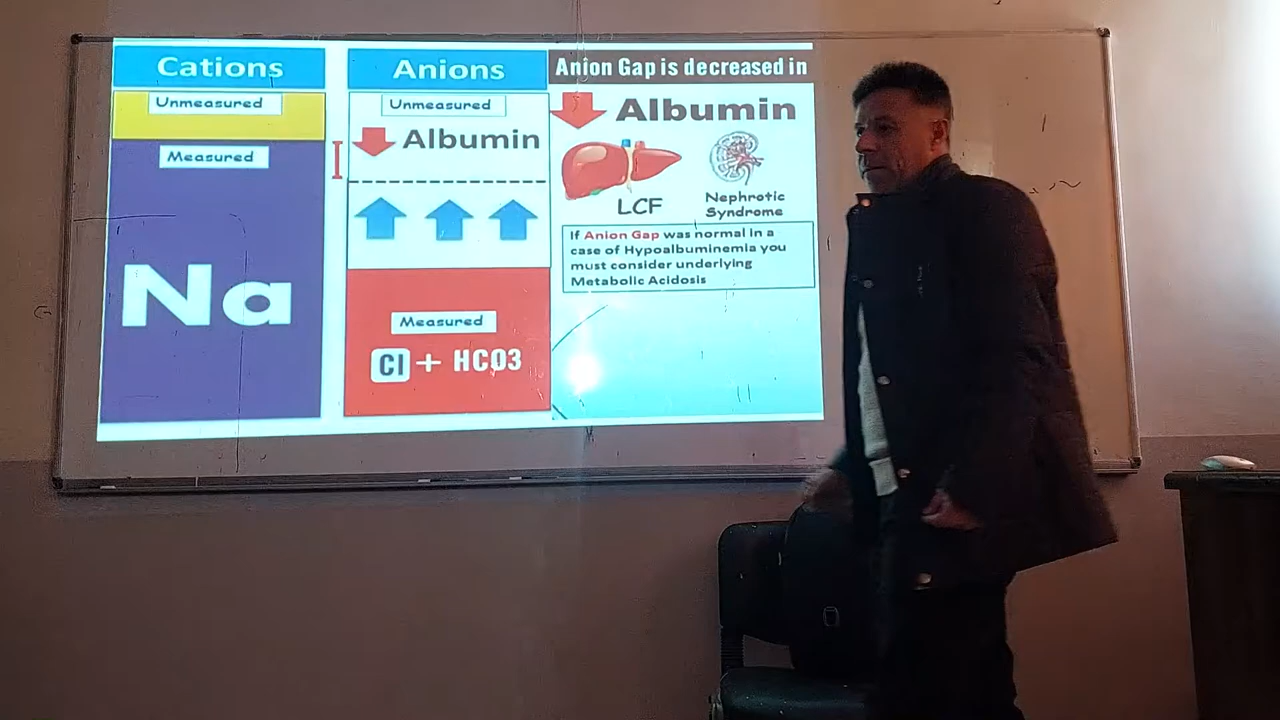 Cations
Unmeasured
Measured
Na
Anions
Unmeasured
Albumin
Measured
Cl + HCO3
Anion Gap is decreased in
Albumin
LCF
Nephrotic
Syndrome
If Anion Gap was normal in a
case of Hypoalbuminemia you
must consider underlying
Metabolic Acidosis